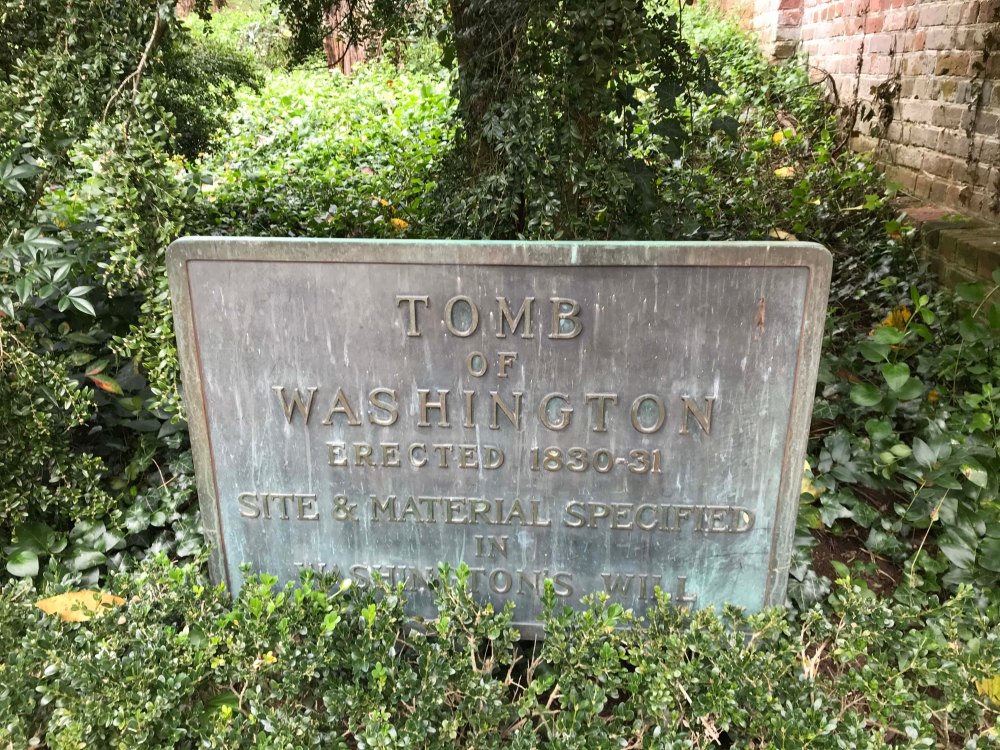 TOMB
OF
WASHINGTON
ERECTED 1830-31
SITE & MATERIAL SPECIFIED
IN
WASHINGTON'S WILL